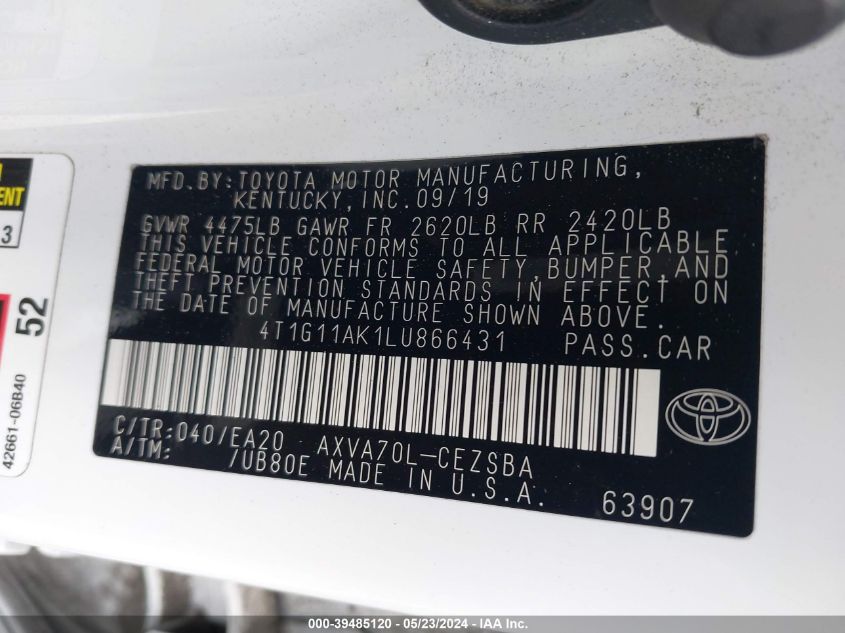 MFD.BY:TOYOTA MOTOR MANUFACTURING,
KENTUCKY,INC.09/19
GVWR 4475LB GAWR FR 2620LB RR 2420LB
THIS VEHICLE CONFORMS TO ALL APPLICABLE
FEDERAL MOTOR VEHICLE SAFETY,BUMPER,AND
THEFT PREVENTION STANDARDS IN EFFECT ON
THE DATE OF MANUFACTURE SHOWN ABOVE.
4T1G11AK1LU866431 PASS.CAR
C/TR:040/EA20 AXVA70L-CEZSBA
A/TM: /UB80E MADE IN U.S.A.
63907
ENT
3
52
42661-06B40
000-39485120 - 05/23/2024 - IAA Inc.